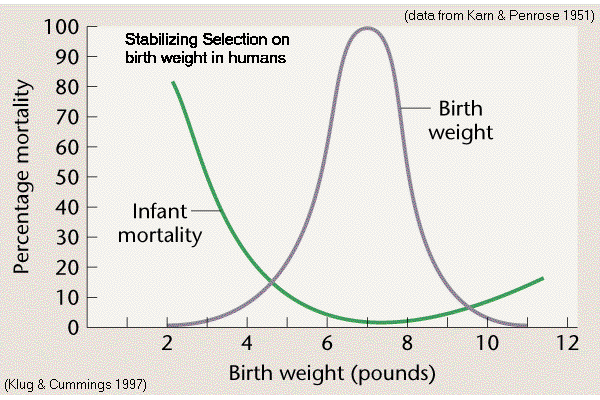 (data from Karn & Penrose 1951)
Stabilizing Selection on
birth weight in humans
Percentage mortality
100
90
80
70
60
50
40
30
20
10
0
Birth
weight
Infant
mortality
2 4 6 8 10 12
Birth weight (pounds)
(Klug & Cummings 1997)